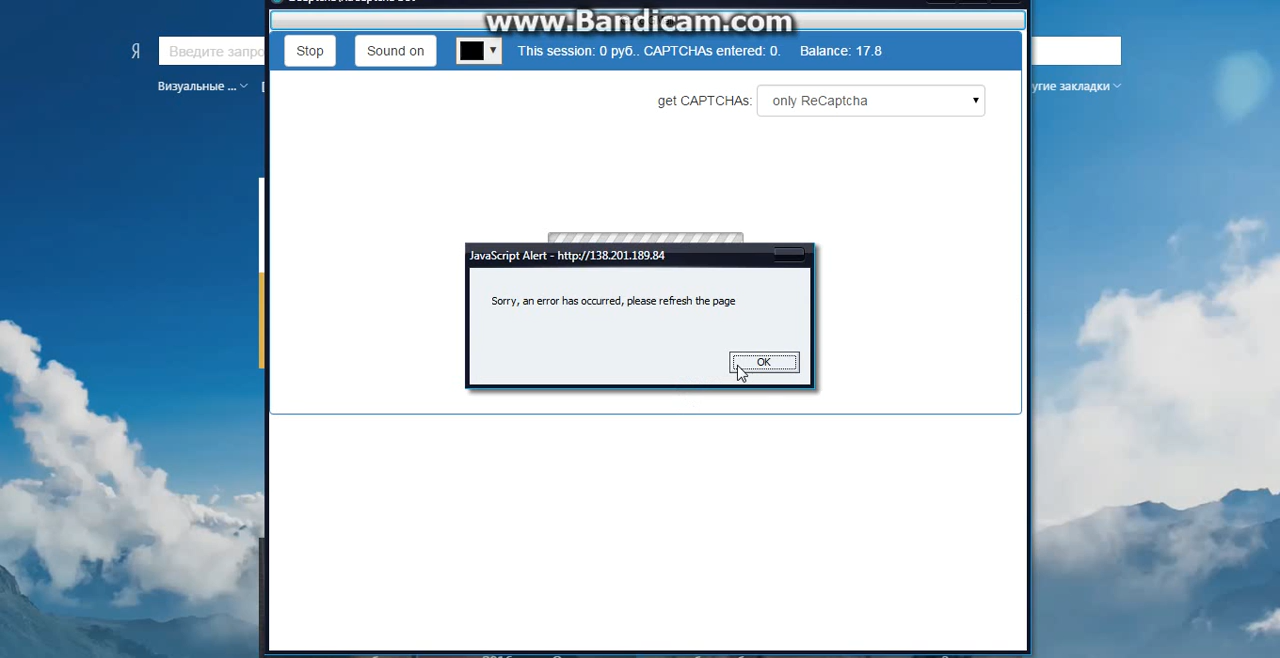 www.Bandicam.com
Я Введите запро
Stop Sound on This session: 0 руб.. CAPTCHAs entered: 0. Balance: 17.8
Визуальные ...
гие закладки
get CAPTCHAs: only ReCaptcha
JavaScript Alert - http://138.201.189.84
Sorry, an error has occurred, please refresh the page
OK